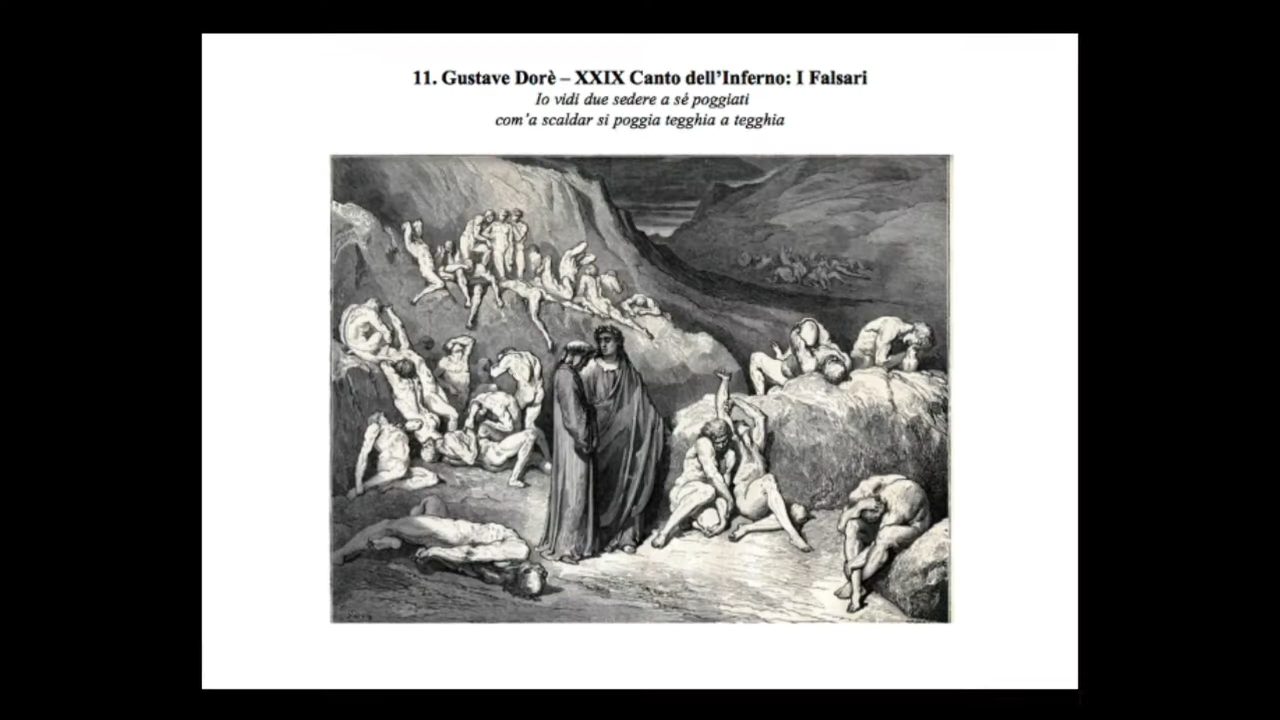 11. Gustave Dorè – XXIX Canto dell’Inferno: I Falsari
Io vidi due sedere a sé poggiati
com’a scaldar si poggia tegghia a tegghia